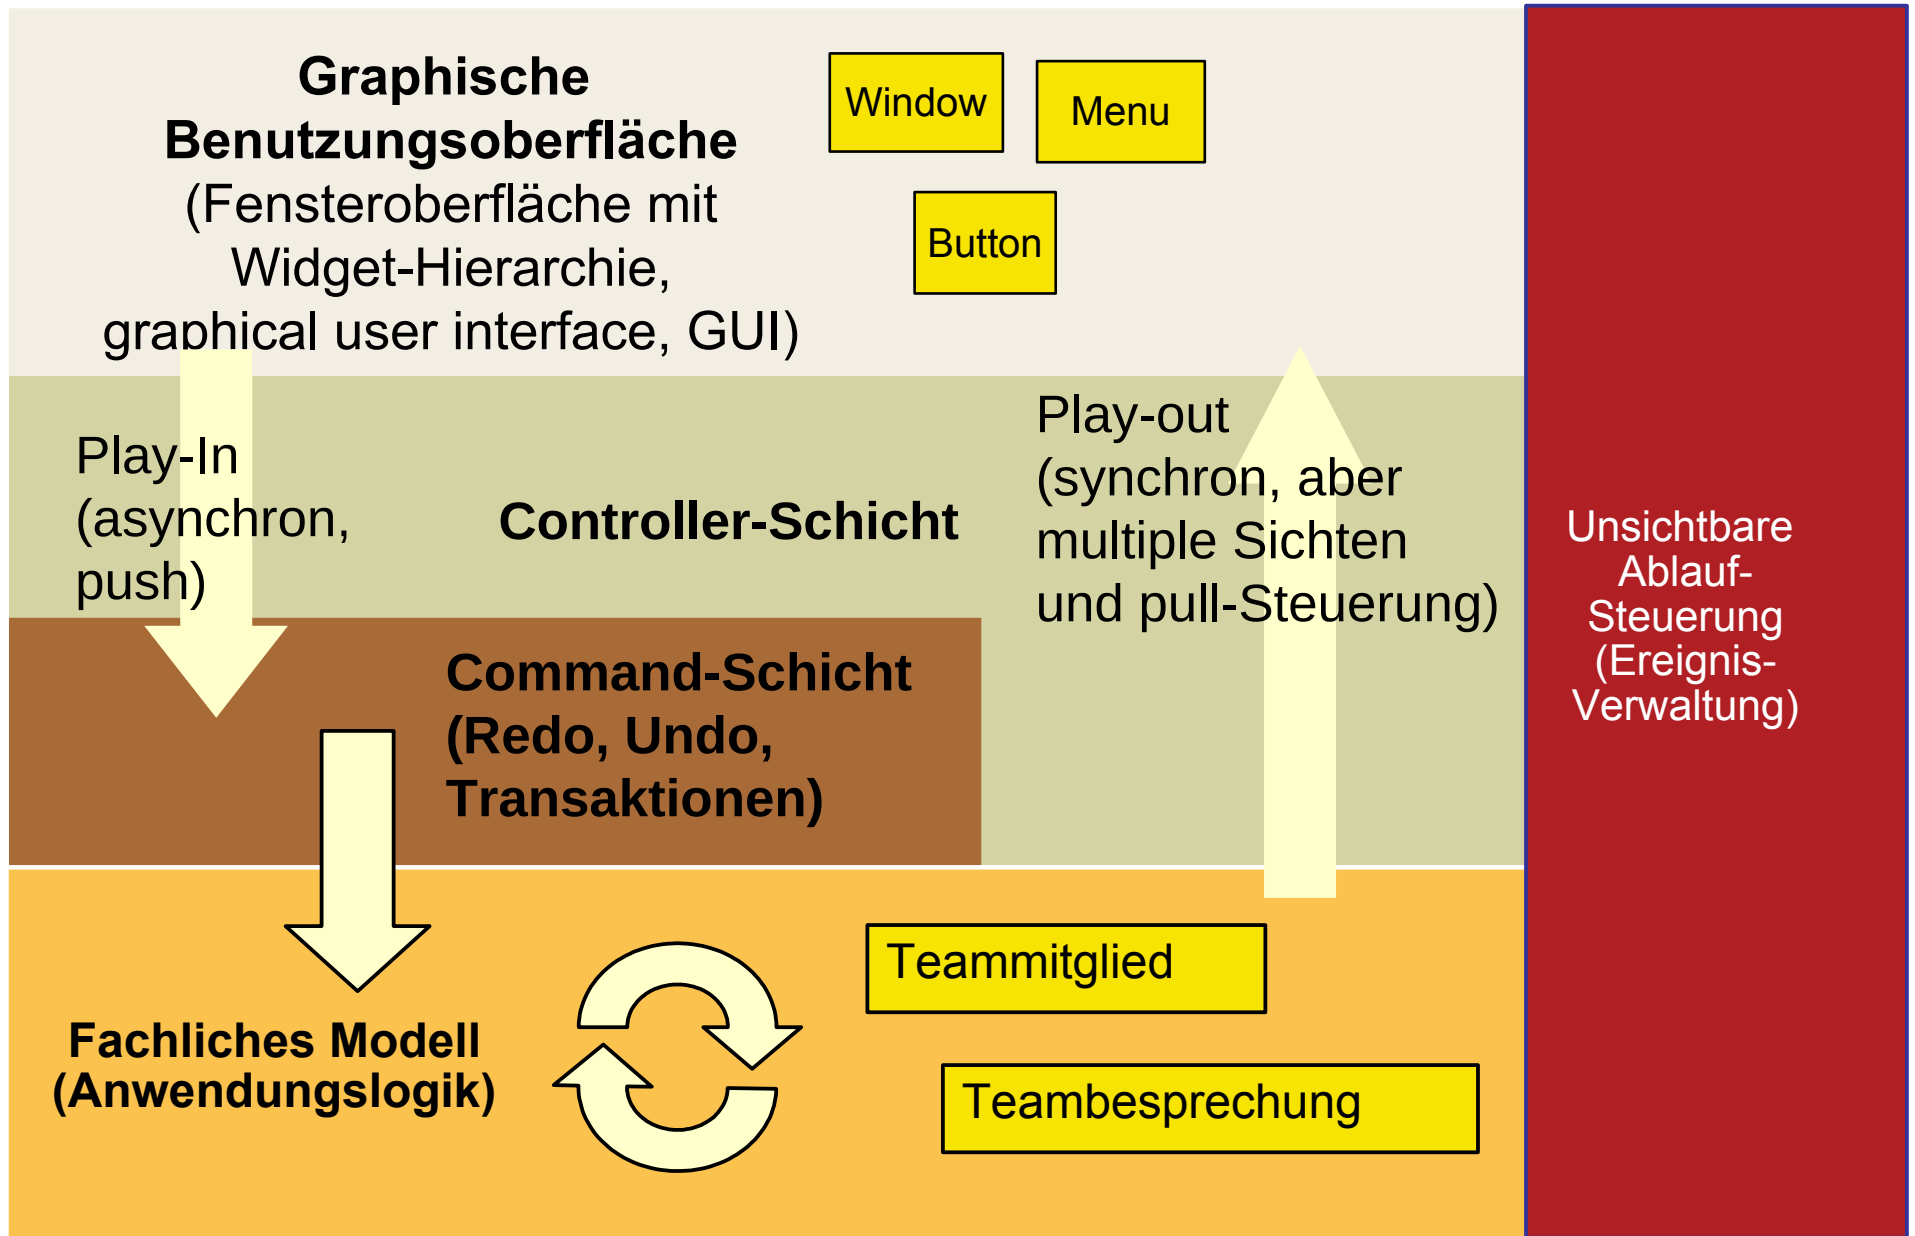 Graphische
Benutzungsoberfläche
(Fensteroberfläche mit
Widget-Hierarchie,
graphical user interface, GUI)
Window
Menu
Button
Play-In
(asynchron,
push)
Controller-Schicht
Play-out
(synchron, aber
multiple Sichten
und pull-Steuerung)
Command-Schicht
(Redo, Undo,
Transaktionen)
Fachliches Modell
(Anwendungslogik)
Teammitglied
Teambesprechung
Unsichtbare
Ablauf-
Steuerung
(Ereignis-
Verwaltung)